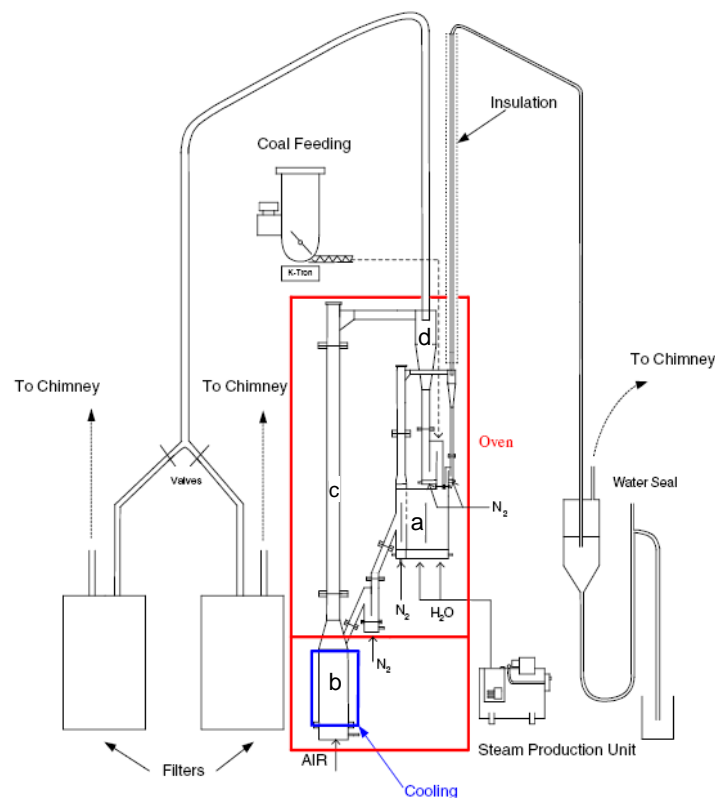 Insulation
Coal Feeding
K-Tron
d
To Chimney
To Chimney
To Chimney
Oven
Valves
Water Seal
c
a
N2
N2
H2O
N2
b
Steam Production Unit
AIR
Filters
Cooling